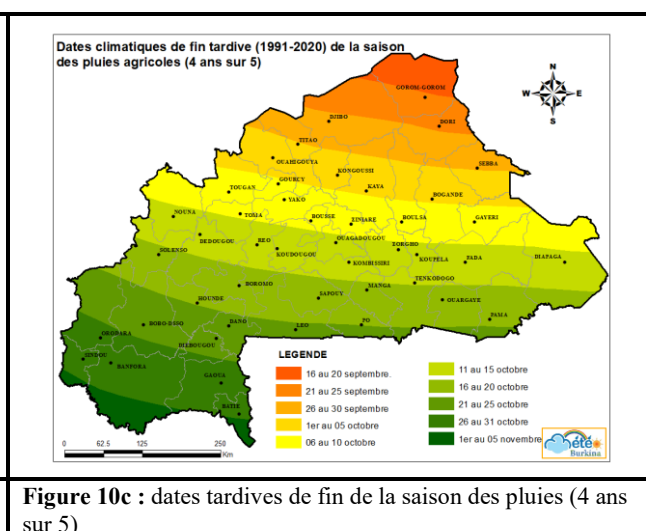 Dates climatiques de fin tardive (1991-2020) de la saison
des pluies agricoles (4 ans sur 5)
N
W E
S
GOROM-GOROM
DJIBO
DORI
TITAO
OUAHIGOUYA
SEBBA
KONGOUSSI
GOURCY
TOUGAN
KAYA
YAKO
BOGANDE
NOUNA
TOMA
BOUSSE
ZINIARE
BOULSA
GAYERI
DEDOUGOU
REO
OUAGADOUGOU
ZORGHO
SOLENZO
KOUDOUGOU
KOMBISSIRI
KOUPELA
FADA
DIAPAGA
TENKODOGO
BOROMO
MANGA
HOUNDE
SAPOUY
OUARGAYE
BOBO-DISO
DANO
LEO
PO
PAMA
ORODARA
DIEBOUGOU
SINDOU
BANFORA
GAOUA
BATIE
LEGENDE
16 au 20 septembre.
21 au 25 septembre
26 au 30 septembre
1er au 05 octobre
06 au 10 octobre
11 au 15 octobre
16 au 20 octobre
21 au 25 octobre
26 au 31 octobre
1er au 05 novembre
0 62.5 125 250
Km
météo
Burkina
Figure 10c : dates tardives de fin de la saison des pluies (4 ans
sur 5)